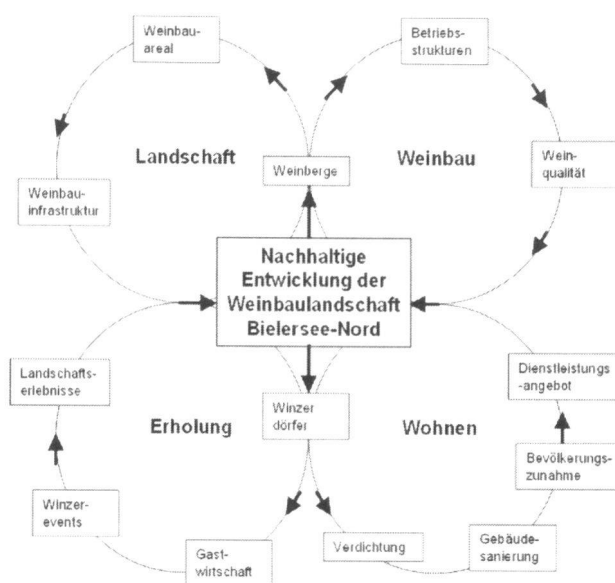 Weinbau-
areal
Betriebs-
strukturen
Landschaft
Weinbau
Weinberge
Wein-
qualität
Weinbau-
infrastruktur
Nachhaltige
Entwicklung der
Weinbaulandschaft
Bielersee-Nord
Landschafts-
erlebnisse
Dienstleistungs
-angebot
Erholung
Winzer
dörfer
Wohnen
Bevölkerungs-
zunahme
Winzer-
events
Gast-
wirtschaft
Verdichtung
Gebäude-
sanierung